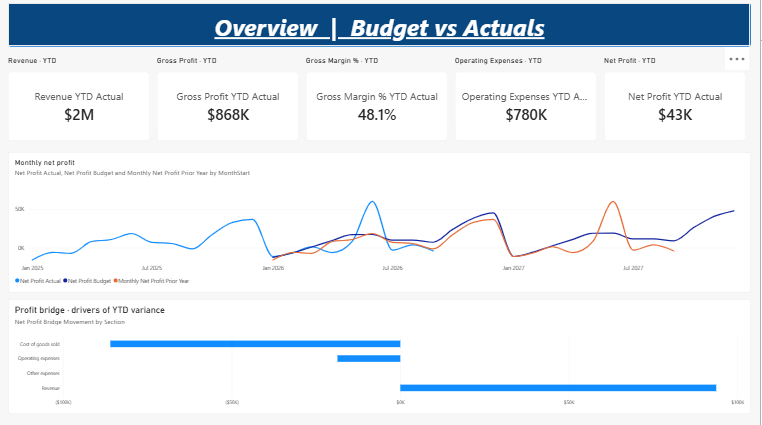 Overview | Budget vs Actuals
Revenue · YTD
Gross Profit · YTD
Gross Margin % · YTD
Operating Expenses · YTD
Net Profit · YTD
Revenue YTD Actual
$2M
Gross Profit YTD Actual
$868K
Gross Margin % YTD Actual
48.1%
Operating Expenses YTD A...
$780K
Net Profit YTD Actual
$43K
Monthly net profit
Net Profit Actual, Net Profit Budget and Monthly Net Profit Prior Year by MonthStart
50K
0K
Jan 2025
Jul 2025
Jan 2026
Jul 2026
Jan 2027
Jul 2027
Net Profit Actual
Net Profit Budget
Monthly Net Profit Prior Year
Profit bridge · drivers of YTD variance
Net Profit Bridge Movement by Section
Cost of goods sold
Operating expenses
Other expenses
Revenue
($100K)
($50K)
$0K
$50K
$100K